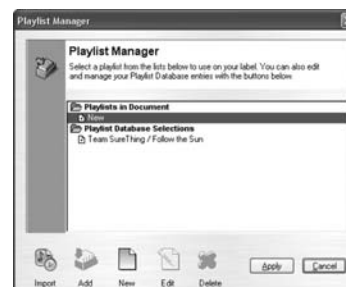 Playlist Manager
Playlist Manager
Select a playlist from the lists below to use on your label. You can also edit
and manage your Playlist Database entries with the buttons below
Playlists in Document
New
Playlist Database Selections
Team SureThing / Follow the Sun
Apply
Cancel
Import
Add
New
Edit
Delete